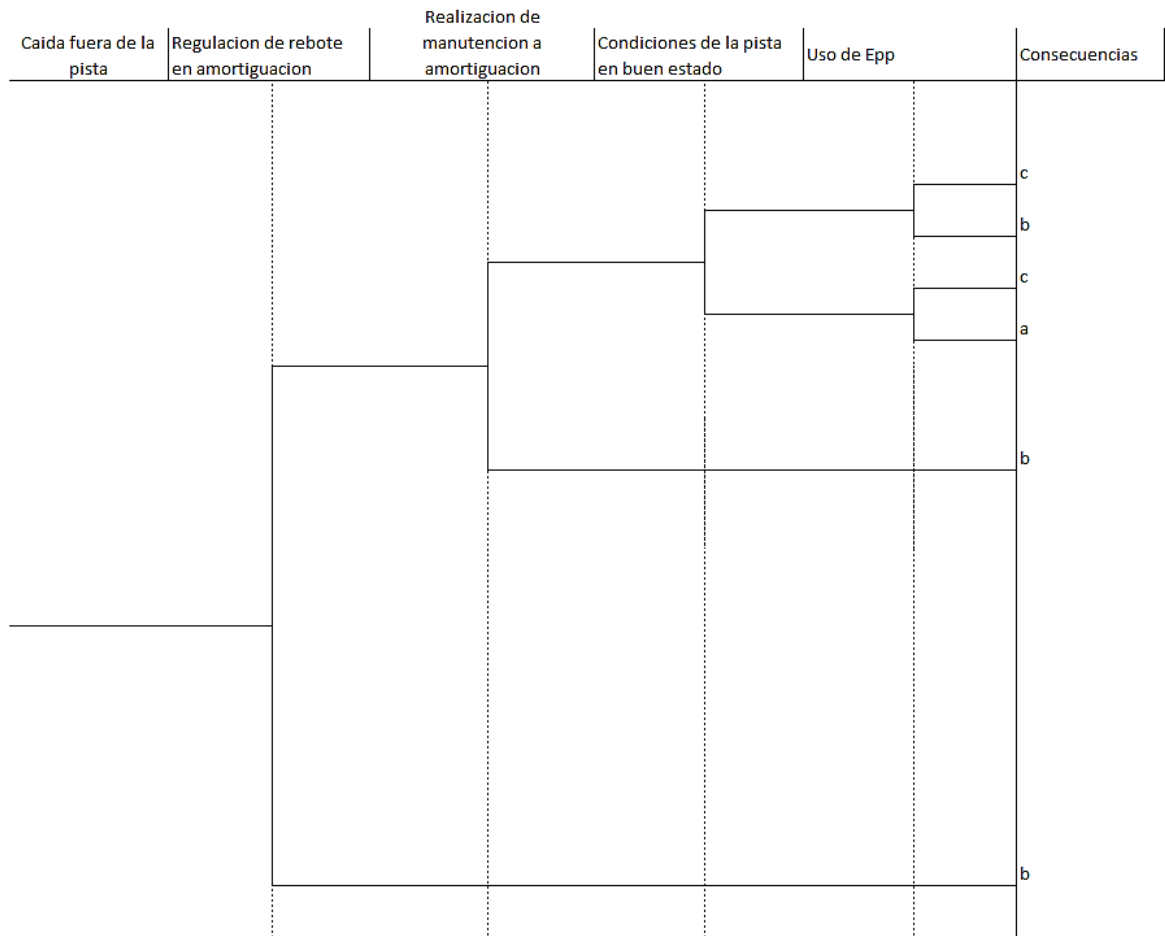 Caida fuera de la
pista
Regulacion de rebote
en amortiguacion
Realizacion de
manutencion a
amortiguacion
Condiciones de la pista
en buen estado
Uso de Epp
Consecuencias
c
b
c
a
b
b